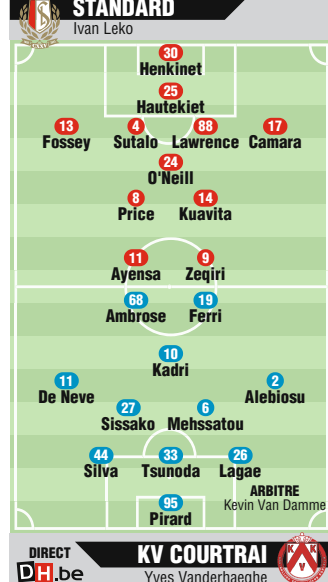 STANDARD
Ivan Leko
30
Henkinet
25
Hautekiet
13 4 88 17
Fossey Sutalo Lawrence Camara
24
O'Neill
8 14
Price Kuavita
11 9
Ayensa Zeqiri
68 19
Ambrose Ferri
10
Kadri
11 2
De Neve Alebiosu
27 6
Sissako Mehssatou
44 33 26
Silva Tsunoda Lagae
ARBITRE
Kevin Van Damme
95
Pirard
DIRECT
DH.be
KV COURTRAI
Yves Vanderhaeghe
KVK